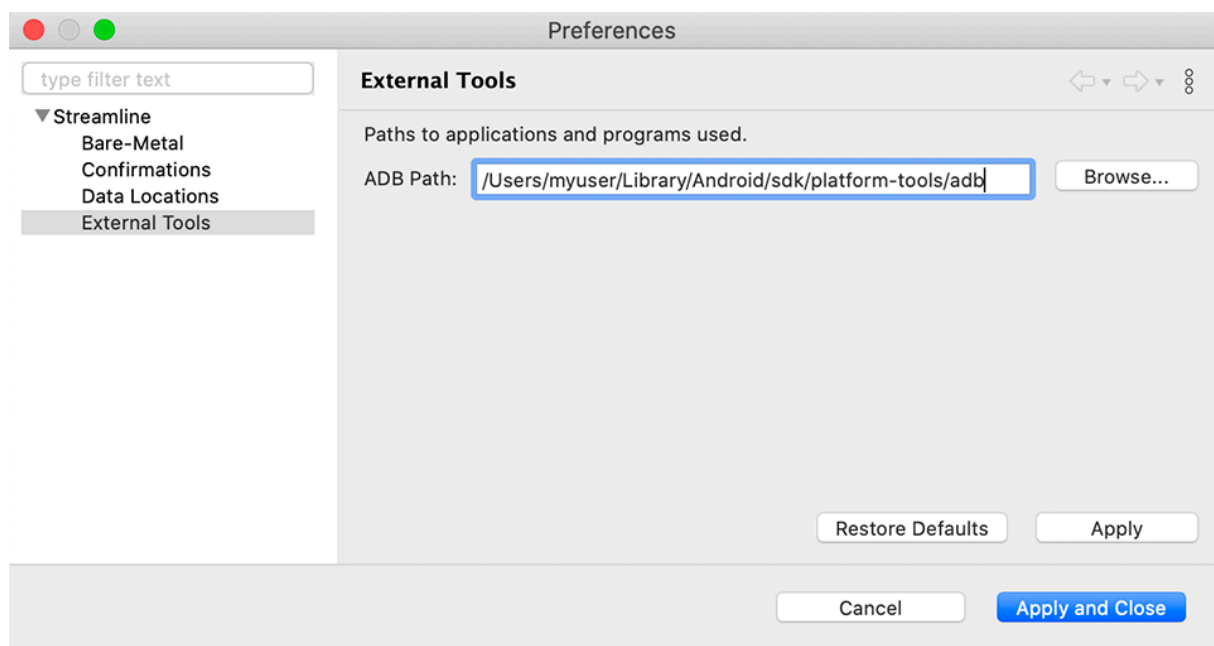 Preferences
type filter text
Streamline
Bare-Metal
Confirmations
Data Locations
External Tools
External Tools
Paths to applications and programs used.
ADB Path: /Users/myuser/Library/Android/sdk/platform-tools/adb Browse...
Restore Defaults Apply
Cancel Apply and Close